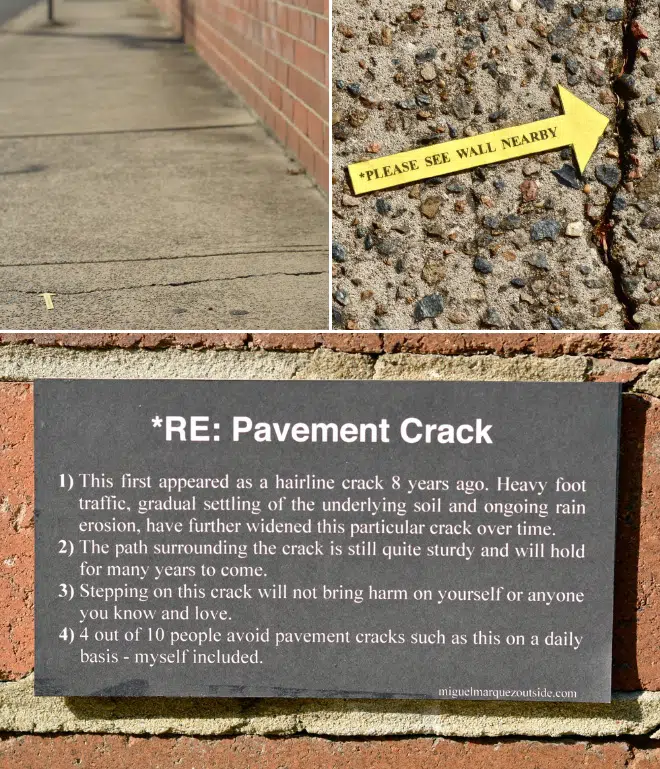 *PLEASE SEE WALL NEARBY
*RE: Pavement Crack
1) This first appeared as a hairline crack 8 years ago. Heavy foot
traffic, gradual settling of the underlying soil and ongoing rain
erosion, have further widened this particular crack over time.
2) The path surrounding the crack is still quite sturdy and will hold
for many years to come.
3) Stepping on this crack will not bring harm on yourself or anyone
you know and love.
4) 4 out of 10 people avoid pavement cracks such as this on a daily
basis - myself included.
miguelmarquezoutside.com